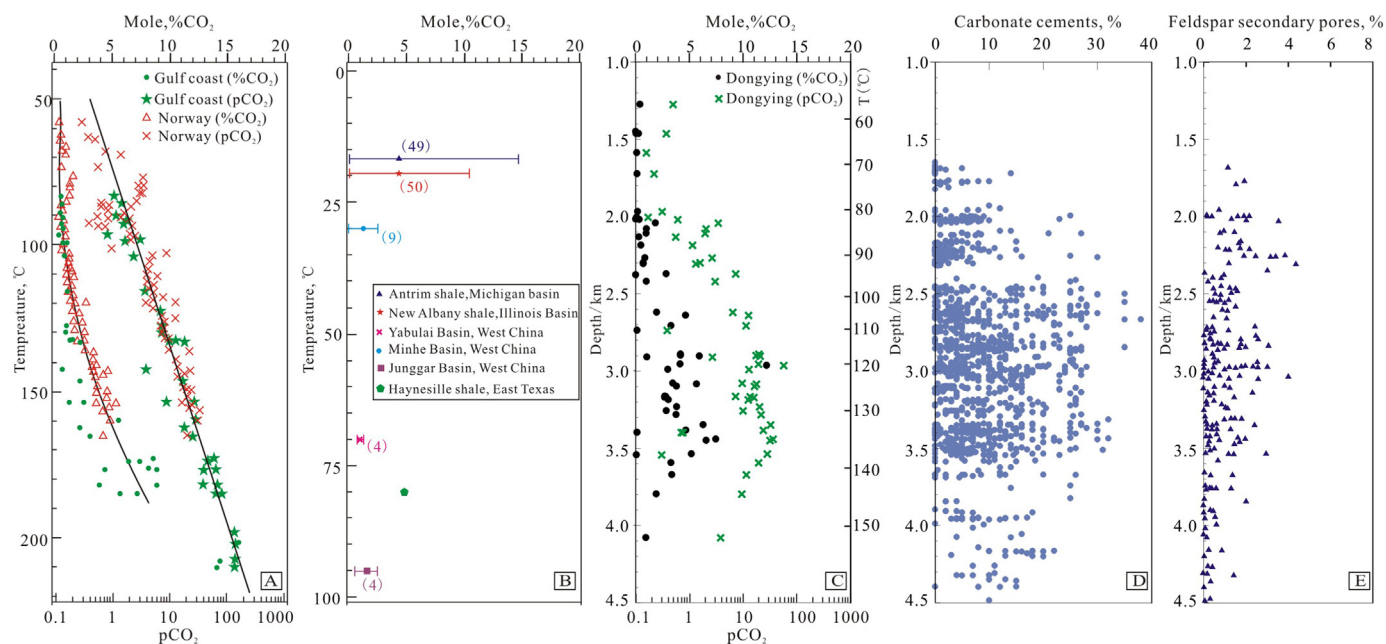 Mole,%CO₂
0 5 10 15 20
Gulf coast (%CO₂)
Gulf coast (pCO₂)
Norway (%CO₂)
Norway (pCO₂)
50
100
150
200
Tempreature, ℃
A
0.1 1 10 100 1000
pCO₂
Mole,%CO₂
0 5 10 15 20
0
25
50
75
100
Tempreature, ℃
(49)
(50)
(9)
Antrim shale,Michigan basin
New Albany shale,Illinois Basin
Yabulai Basin, West China
Minhe Basin, West China
Junggar Basin, West China
Haynesille shale, East Texas
(4)
(4)
B
Mole,%CO₂
0 5 10 15 20
Dongying (%CO₂)
Dongying (pCO₂)
1.0
1.5
2.0
2.5
3.0
3.5
4.0
4.5
Depth/km
T(℃)
60
70
80
90
100
110
120
130
140
150
C
0.1 1 10 100 1000
pCO₂
Carbonate cements, %
0 10 20 30 40
1.0
1.5
2.0
2.5
3.0
3.5
4.0
4.5
Depth/km
D
Feldspar secondary pores, %
0 2 4 6 8
1.0
1.5
2.0
2.5
3.0
3.5
4.0
4.5
Depth/km
E